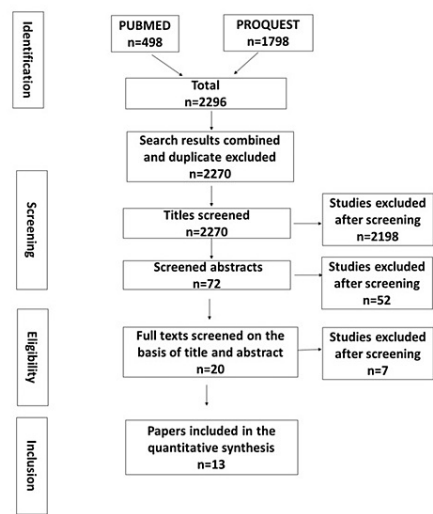 Identification
PUBMED
n=498
PROQUEST
n=1798
Total
n=2296
Search results combined
and duplicate excluded
n=2270
Screening
Titles screened
n=2270
Studies excluded
after screening
n=2198
Screened abstracts
n=72
Studies excluded
after screening
n=52
Eligibility
Full texts screened on the
basis of title and abstract
n=20
Studies excluded
after screening
n=7
Inclusion
Papers included in the
quantitative synthesis
n=13